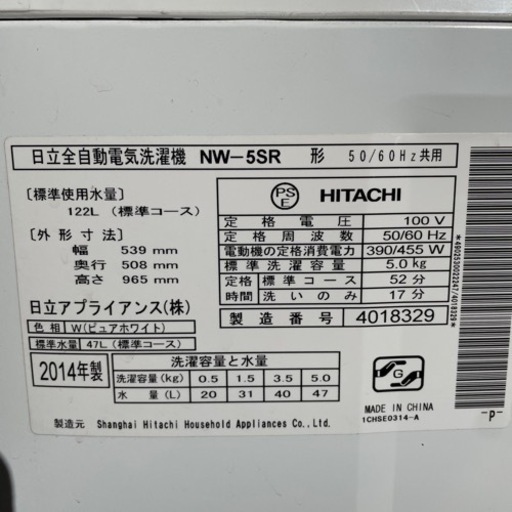 日立全自動電気洗濯機 NW-5SR 形 50/60Hz共用
〔標準使用水量〕
122L (標準コース)
〔外形寸法〕
幅 539 mm
奥行 508 mm
高さ 965 mm
日立アプライアンス(株)
色相 W(ピュアホワイト)
標準水量 47L (標準コース)
PS
E
HITACHI
定格電圧 100 V
定格周波数 50/60 Hz
電動機の定格消費電力 390/455 W
標準洗濯容量 5.0kg
定格 標準コース 52分
時間 洗いのみ 17分
製造番号 4018329
2014年製
洗濯容量と水量
洗濯容量(kg) 0.5 1.5 3.5 5.0
水量(L) 20 31 40 47
G
MADE IN CHINA
1CHSE0314-A
製造元 Shanghai Hitachi Household Appliances Co.,Ltd.
*4902530022247/4018329*
-P-